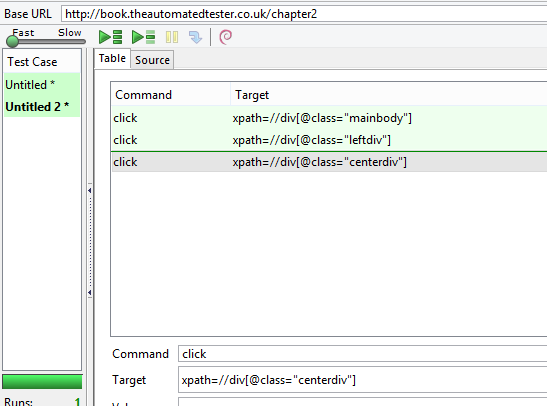 Base URL http://book.theautomatedtester.co.uk/chapter2
Fast Slow
Test Case
Untitled *
Untitled 2 *
Table Source
Command Target
click xpath=//div[@class="mainbody"]
click xpath=//div[@class="leftdiv"]
click xpath=//div[@class="centerdiv"]
Command click
Target xpath=//div[@class="centerdiv"]
Runs: 1